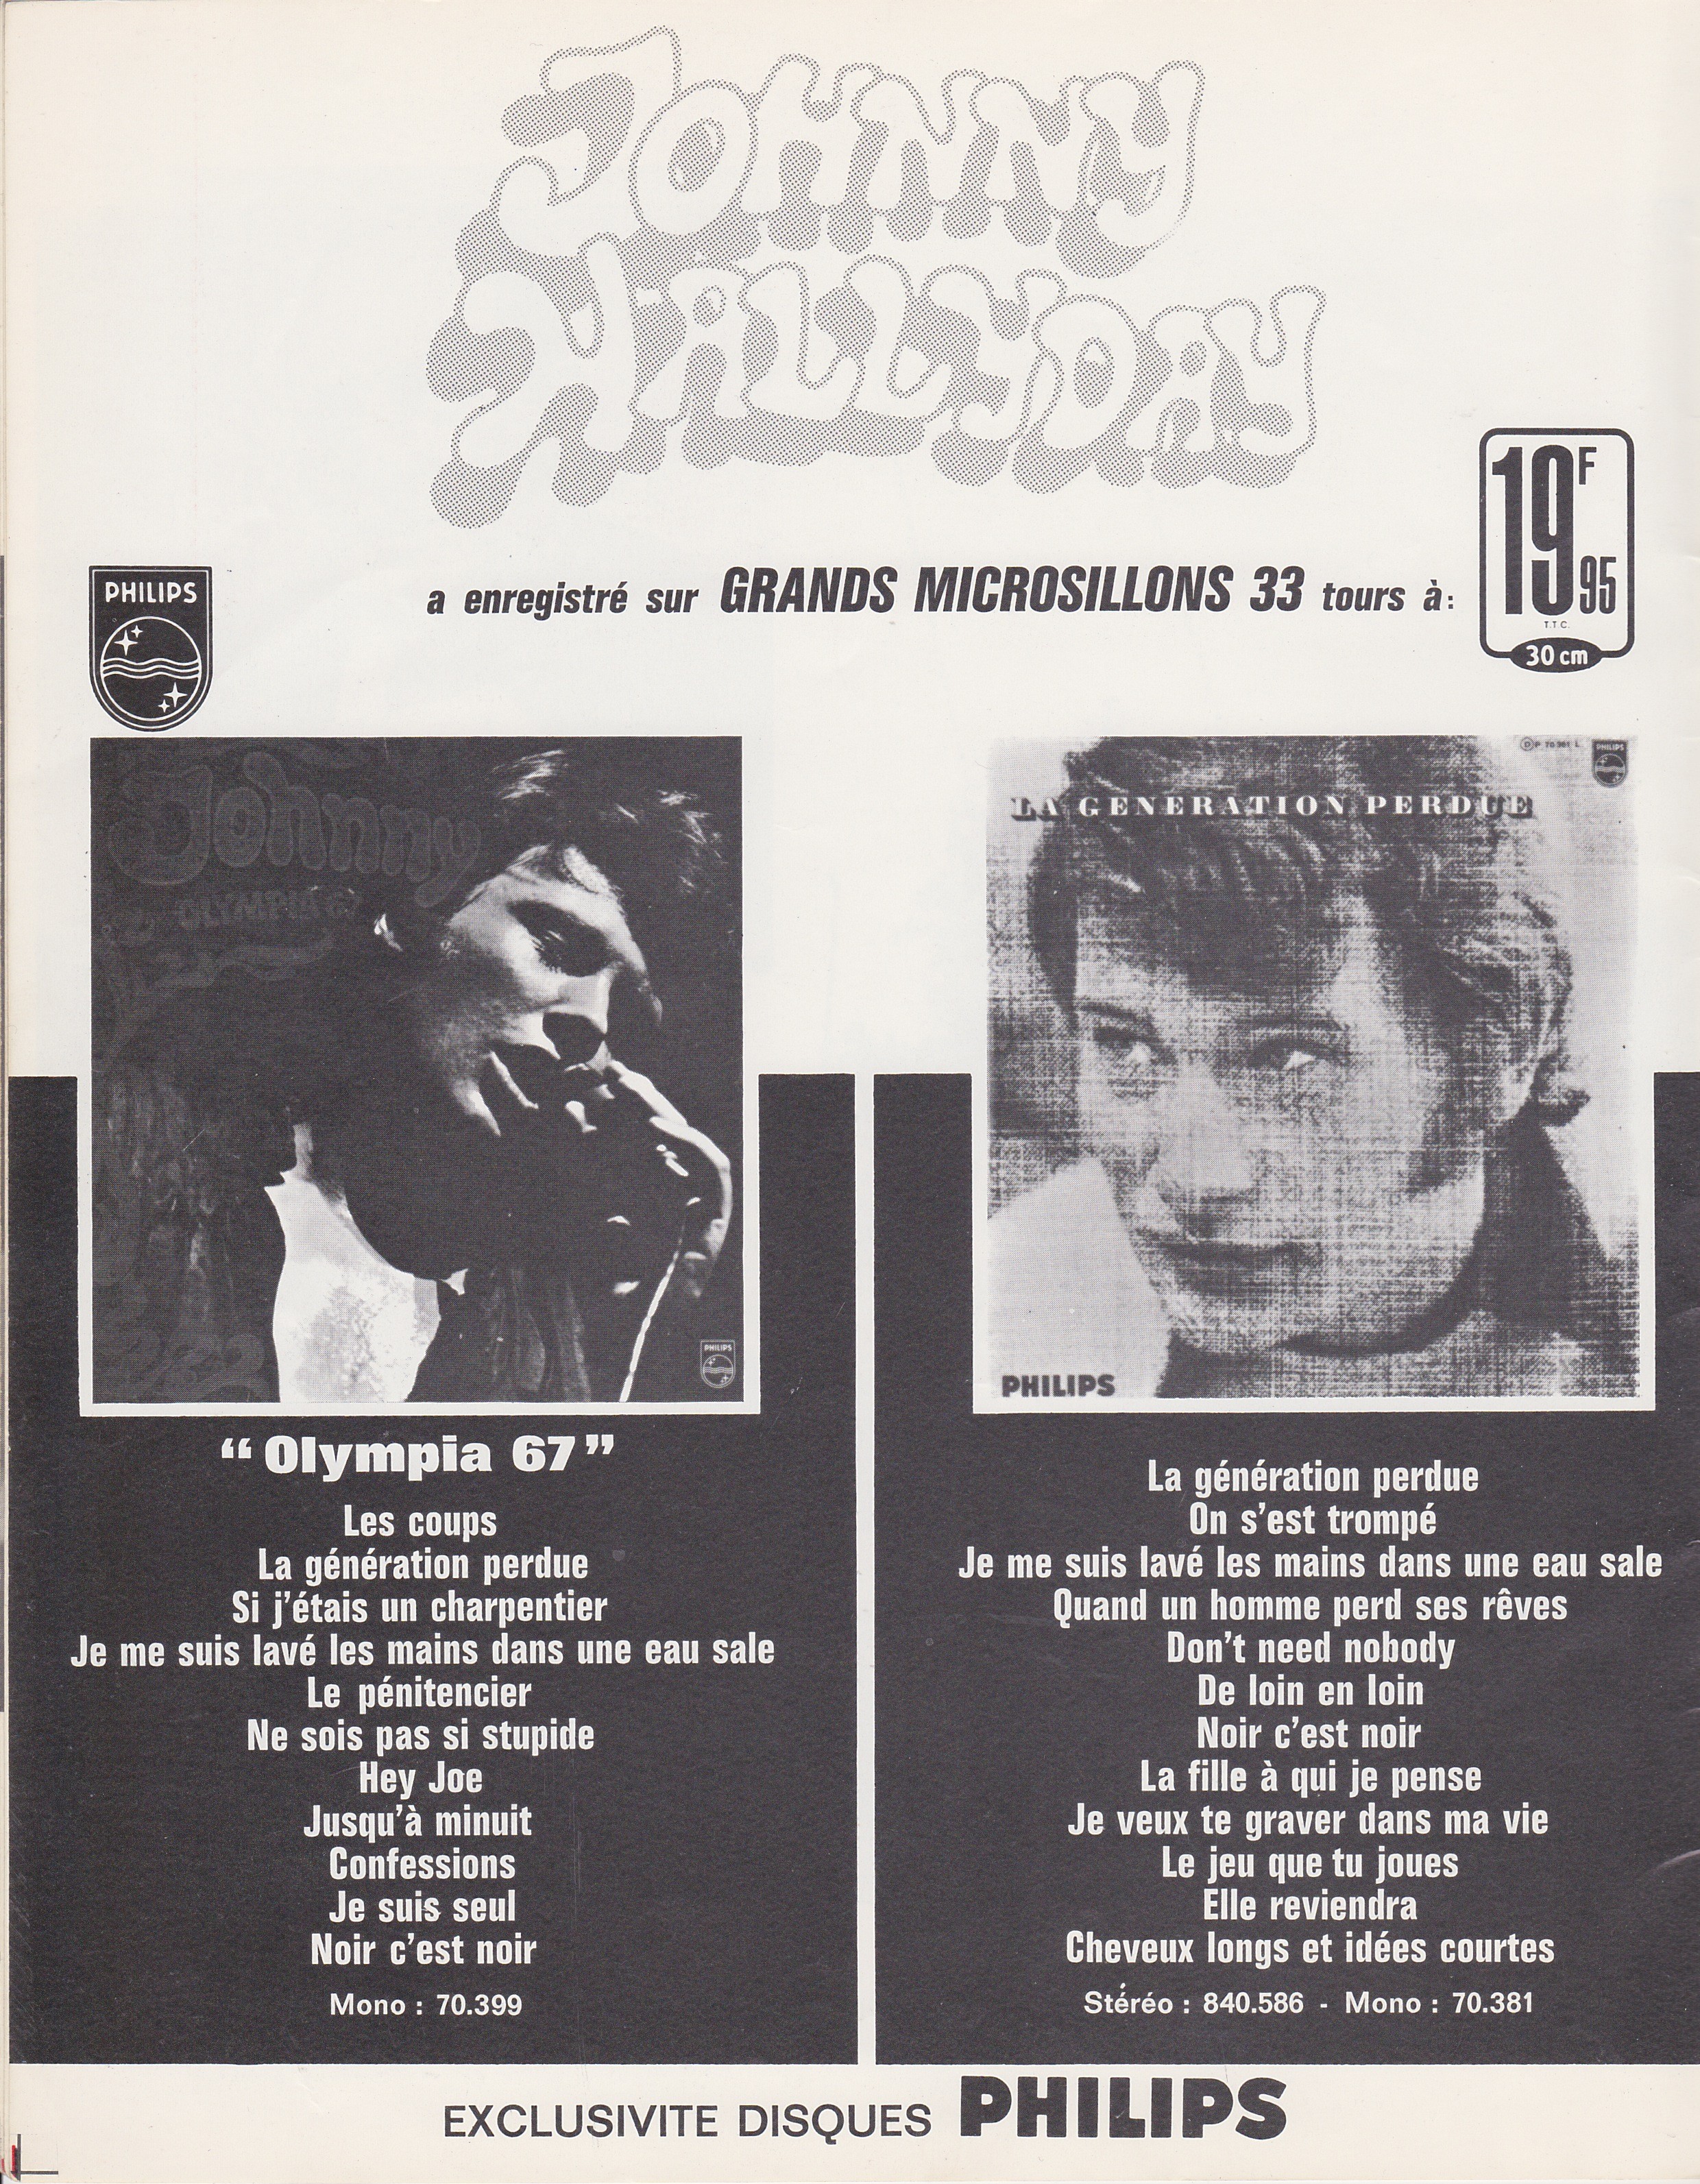 Johnny
Hallyday
19F
95
T.T.C.
30 cm
PHILIPS
a enregistré sur GRANDS MICROSILLONS 33 tours à:
Johnny
OLYMPIA 67
PHILIPS
P 70 381 L
PHILIPS
LA GENERATION PERDUE
PHILIPS
“Olympia 67”
Les coups
La génération perdue
Si j’étais un charpentier
Je me suis lavé les mains dans une eau sale
Le pénitencier
Ne sois pas si stupide
Hey Joe
Jusqu’à minuit
Confessions
Je suis seul
Noir c’est noir
Mono : 70.399
La génération perdue
On s’est trompé
Je me suis lavé les mains dans une eau sale
Quand un homme perd ses rêves
Don’t need nobody
De loin en loin
Noir c’est noir
La fille à qui je pense
Je veux te graver dans ma vie
Le jeu que tu joues
Elle reviendra
Cheveux longs et idées courtes
Stéréo : 840.586 - Mono : 70.381
EXCLUSIVITE DISQUES PHILIPS